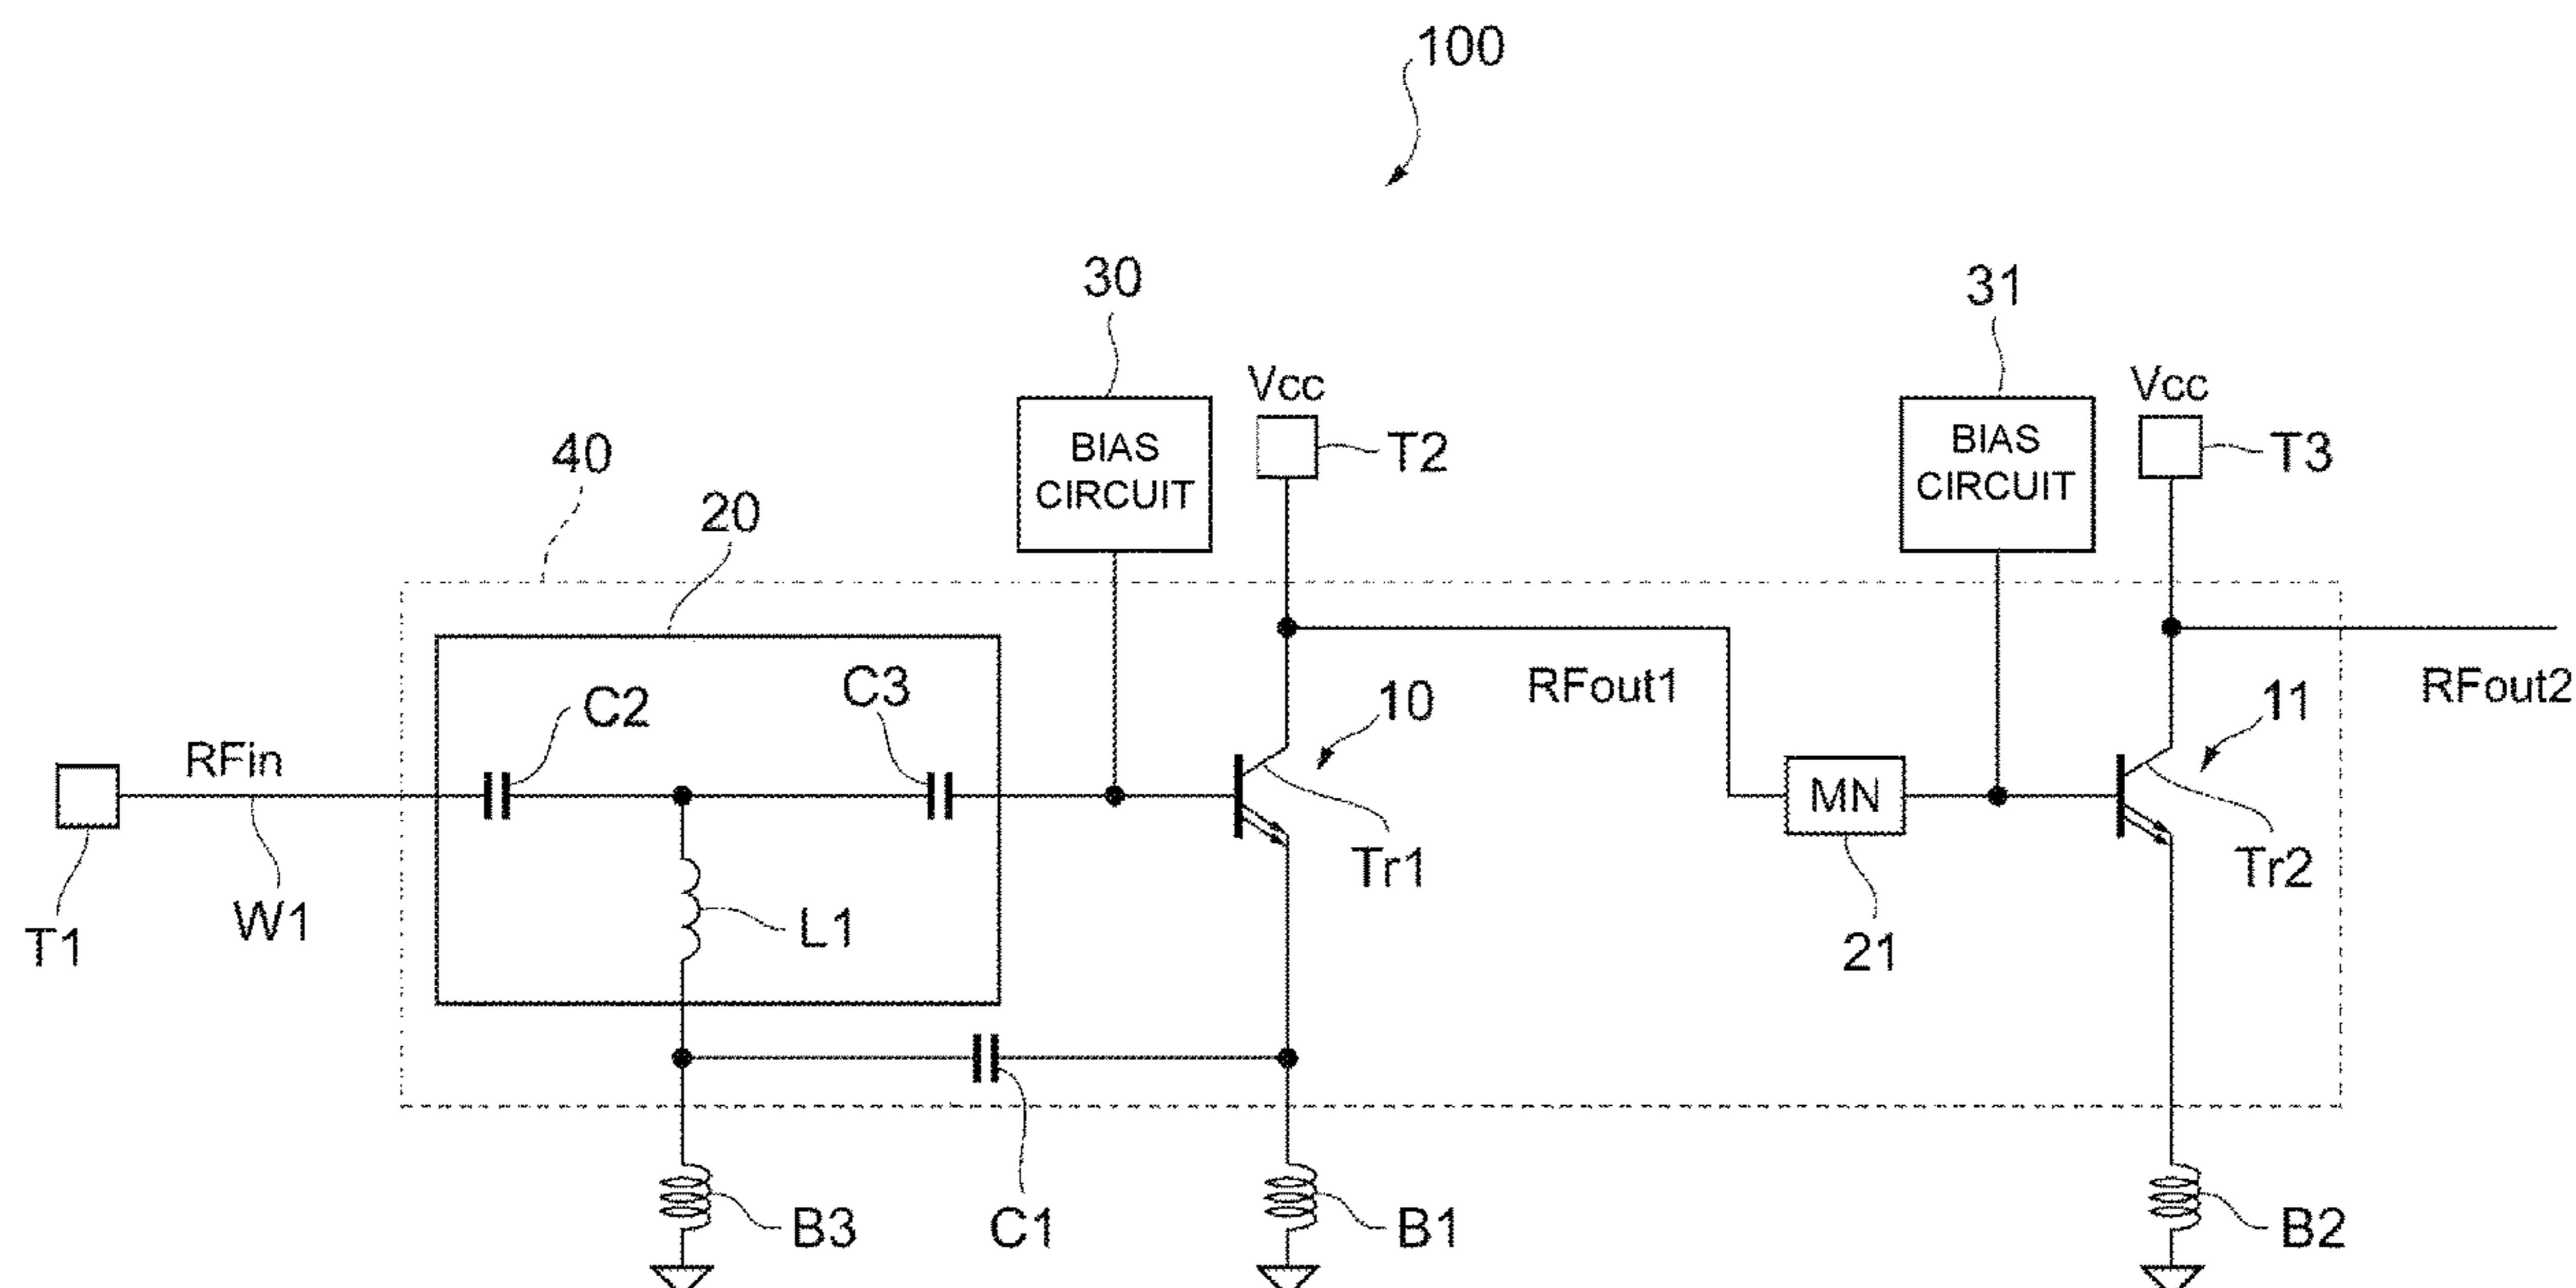 100
30
31
Vcc
Vcc
BIAS
CIRCUIT
T2
BIAS
CIRCUIT
T3
40
20
C2
C3
RFin
10
RFout1
11
RFout2
MN
Tr1
Tr2
T1
W1
L1
21
B3
C1
B1
B2